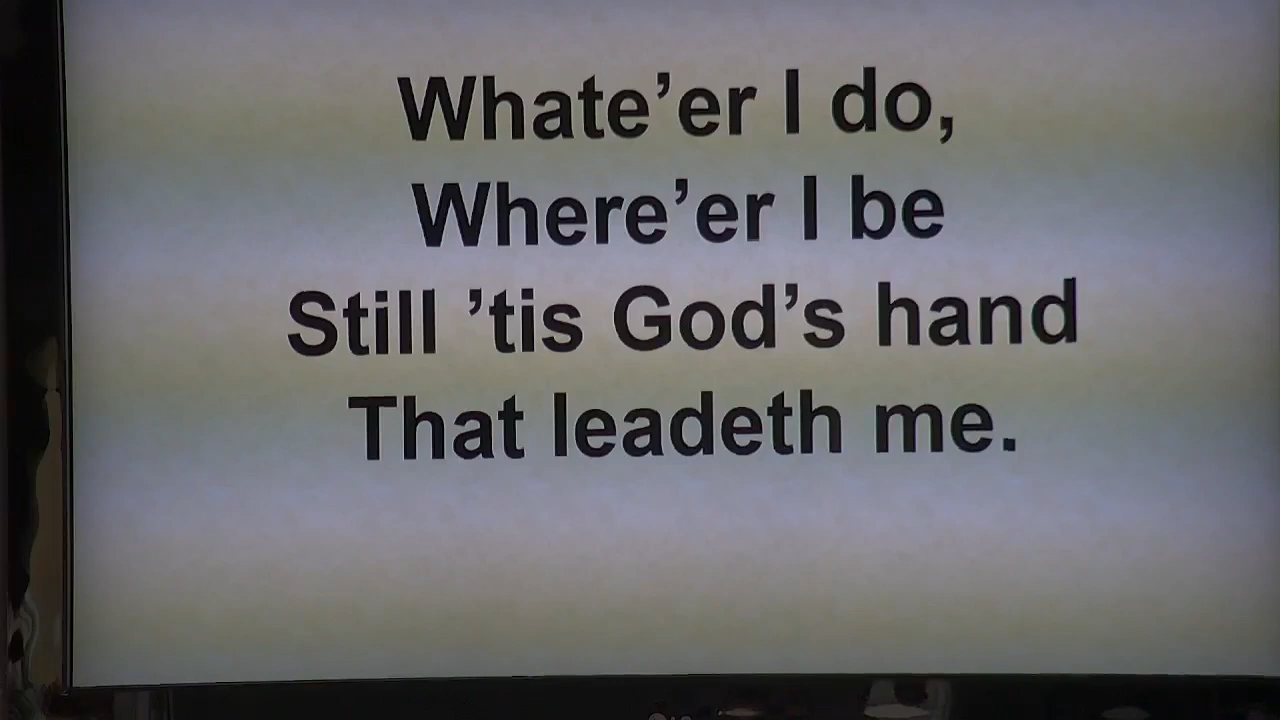 Whate’er I do,
Where’er I be
Still ’tis God’s hand
That leadeth me.